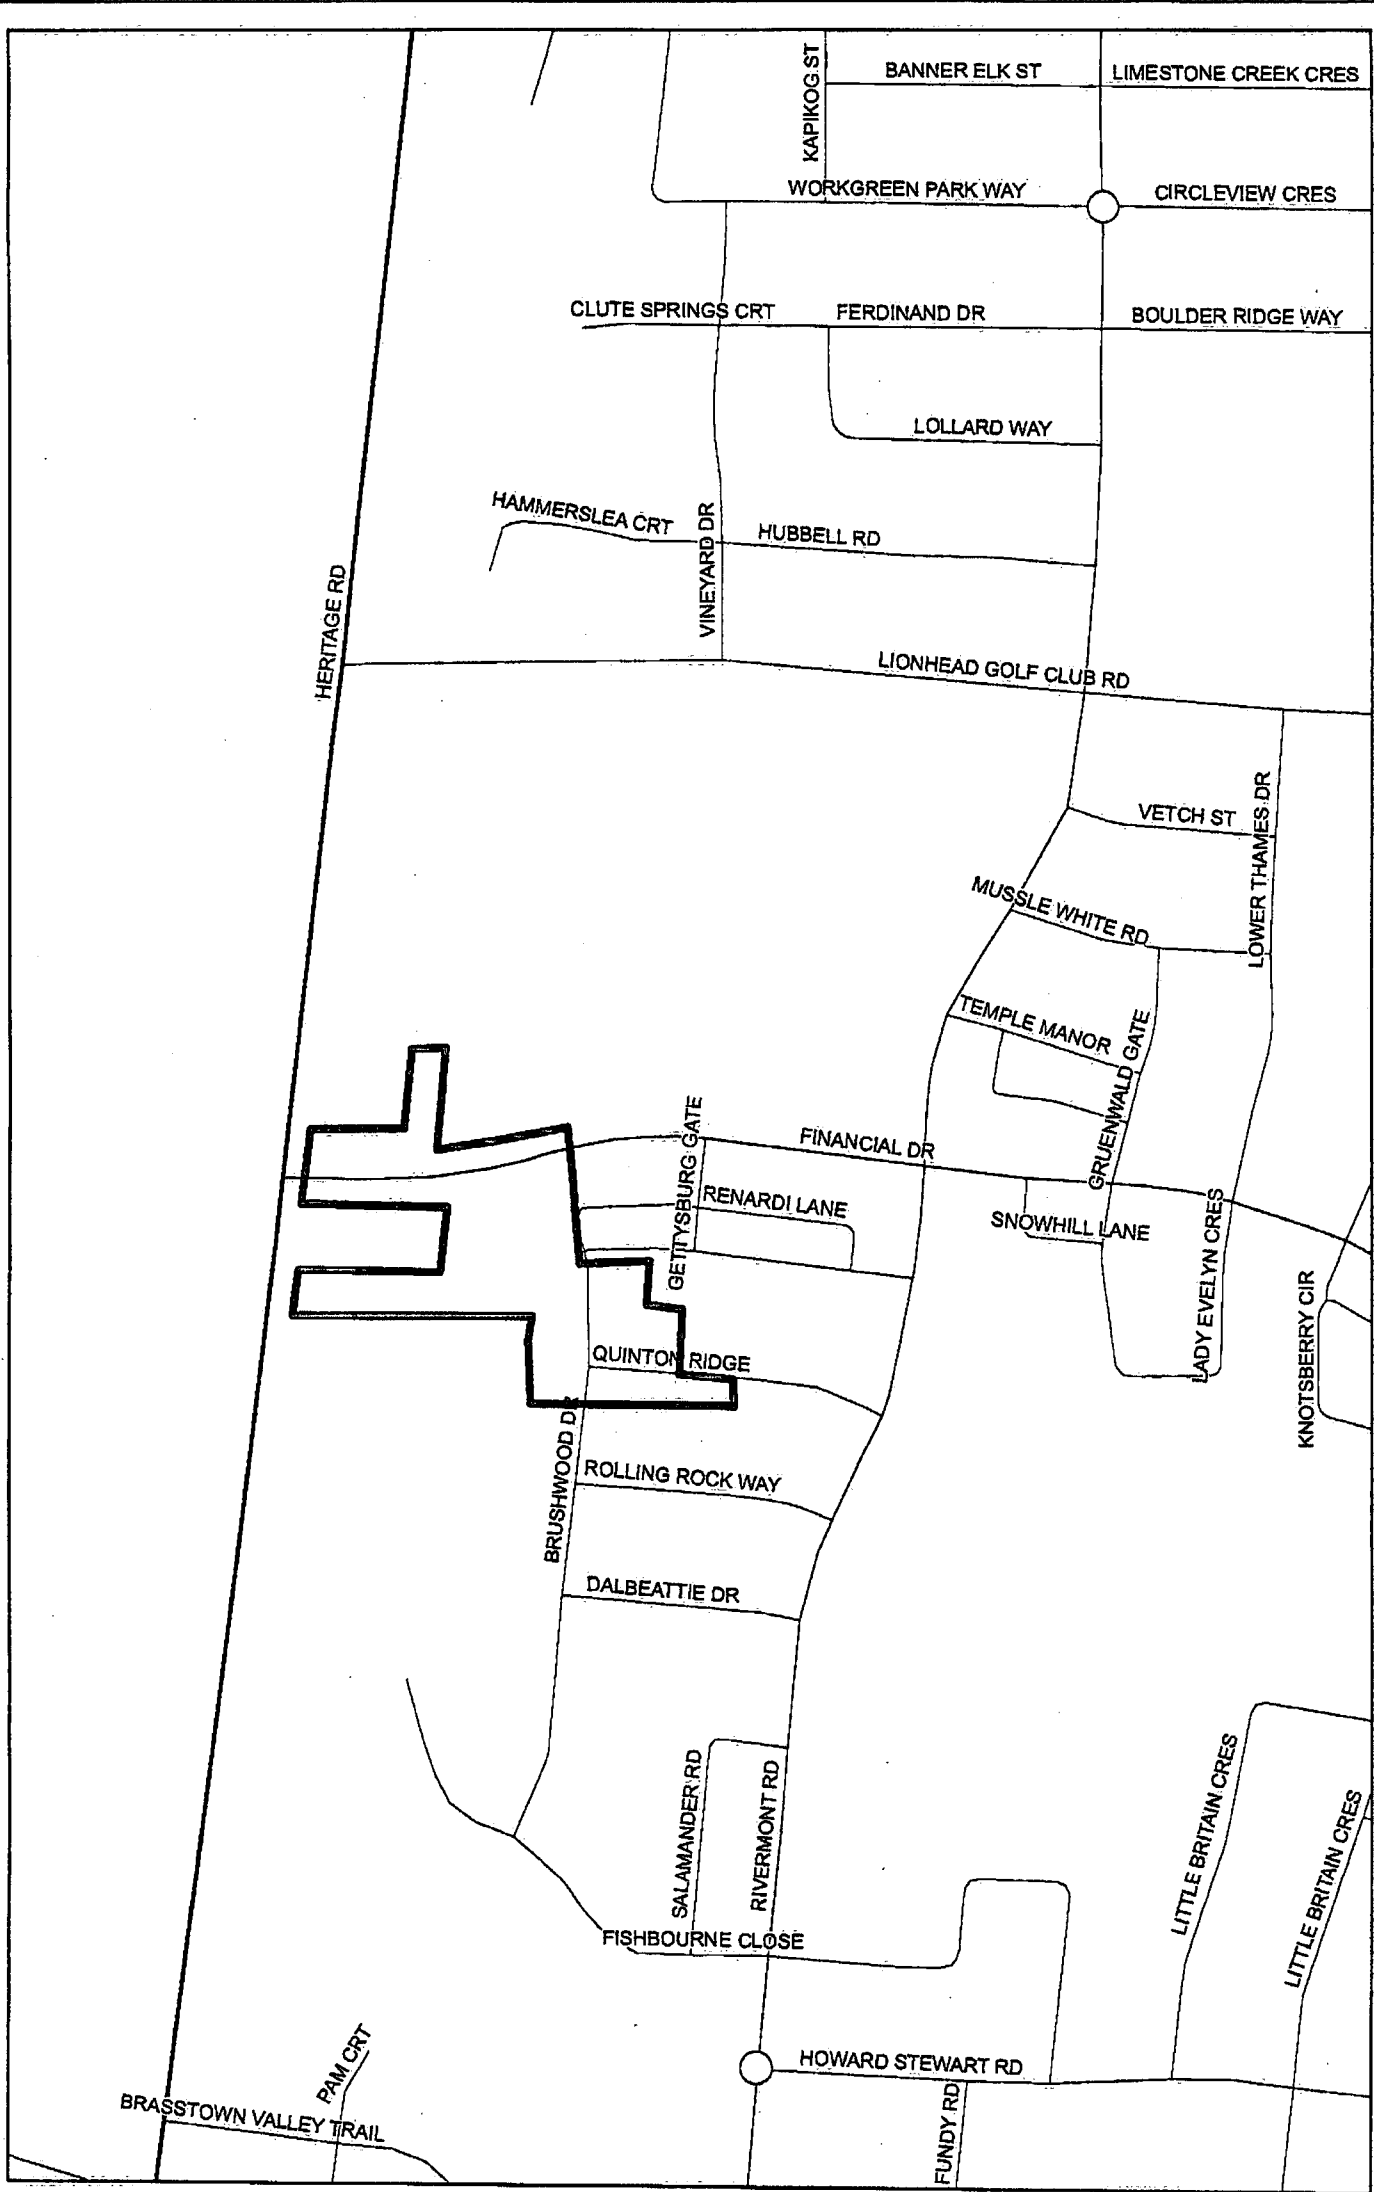 KAPIKOG ST
BANNER ELK ST
LIMESTONE CREEK CRES
WORKGREEN PARK WAY
CIRCLEVIEW CRES
CLUTE SPRINGS CRT
FERDINAND DR
BOULDER RIDGE WAY
LOLLARD WAY
HAMMERSLEA CRT
VINEYARD DR
HUBBELL RD
HERITAGE RD
LIONHEAD GOLF CLUB RD
VETCH ST
LOWER THAMES DR
MUSSLE WHITE RD
TEMPLE MANOR
GRUENWALD GATE
GETTYSBURG GATE
FINANCIAL DR
RENARDI LANE
SNOWHILL LANE
LADY EVELYN CRES
KNOTSBERRY CIR
QUINTON RIDGE
BRUSHWOOD DR
ROLLING ROCK WAY
DALBEATTIE DR
SALAMANDER RD
RIVERMONT RD
LITTLE BRITAIN CRES
LITTLE BRITAIN CRES
FISHBOURNE CLOSE
PAM CRT
HOWARD STEWART RD
BRASSTOWN VALLEY TRAIL
FUNDY RD